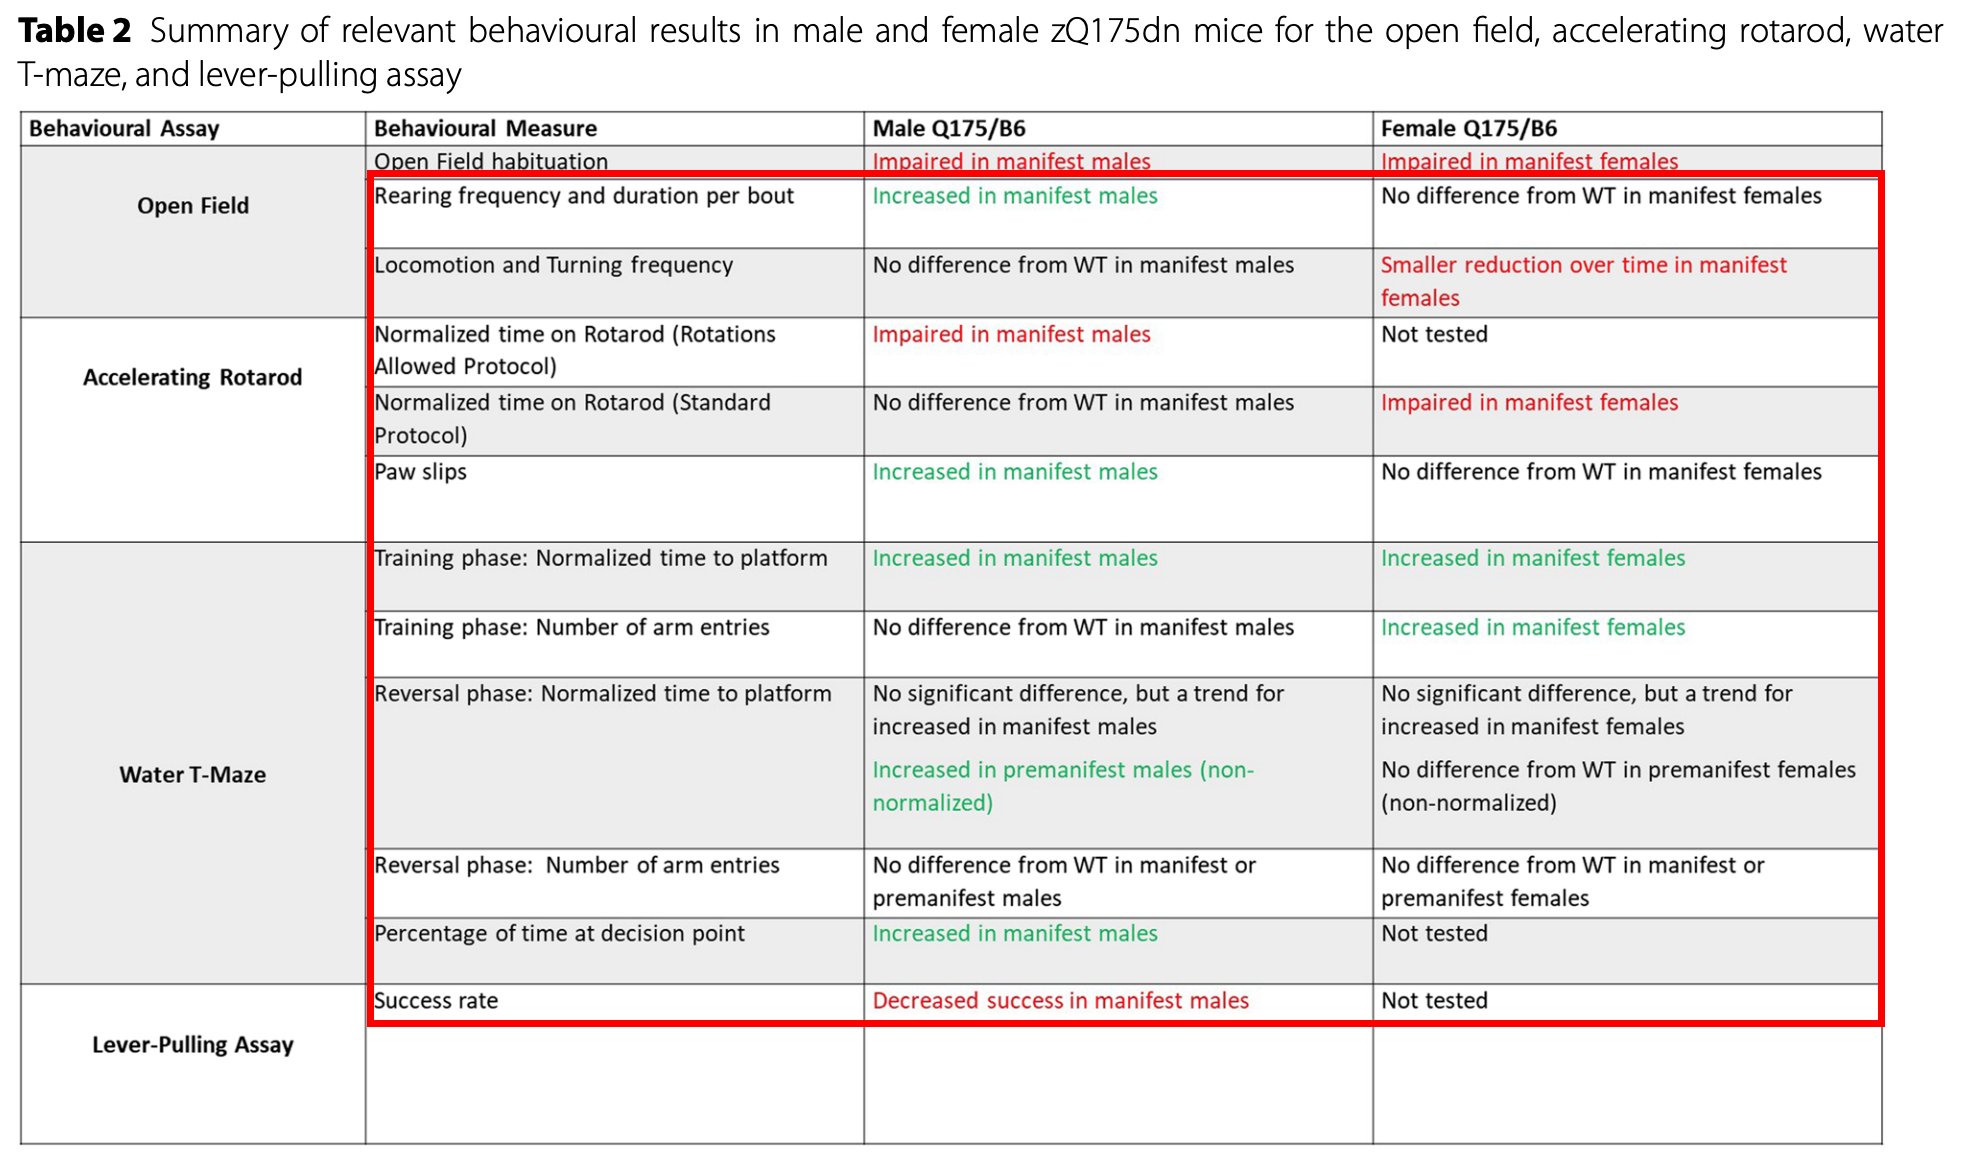 Table 2 Summary of relevant behavioural results in male and female zQ175dn mice for the open field, accelerating rotarod, water
T-maze, and lever-pulling assay
Behavioural Assay
Behavioural Measure
Male Q175/B6
Female Q175/B6
Open Field
Open Field habituation
Impaired in manifest males
Impaired in manifest females
Rearing frequency and duration per bout
Increased in manifest males
No difference from WT in manifest females
Locomotion and Turning frequency
No difference from WT in manifest males
Smaller reduction over time in manifest
females
Accelerating Rotarod
Normalized time on Rotarod (Rotations
Allowed Protocol)
Impaired in manifest males
Not tested
Normalized time on Rotarod (Standard
Protocol)
No difference from WT in manifest males
Impaired in manifest females
Paw slips
Increased in manifest males
No difference from WT in manifest females
Water T-Maze
Training phase: Normalized time to platform
Increased in manifest males
Increased in manifest females
Training phase: Number of arm entries
No difference from WT in manifest males
Increased in manifest females
Reversal phase: Normalized time to platform
No significant difference, but a trend for
increased in manifest males
Increased in premanifest males (non-
normalized)
No significant difference, but a trend for
increased in manifest females
No difference from WT in premanifest females
(non-normalized)
Reversal phase:  Number of arm entries
No difference from WT in manifest or
premanifest males
No difference from WT in manifest or
premanifest females
Percentage of time at decision point
Increased in manifest males
Not tested
Lever-Pulling Assay
Success rate
Decreased success in manifest males
Not tested